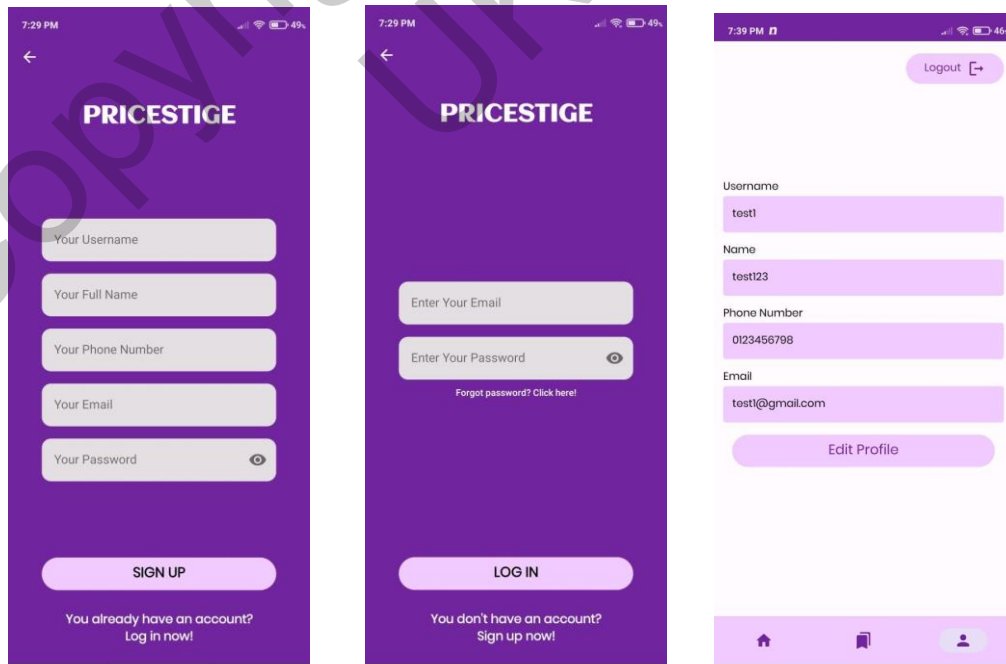 7:29 PM 49%
PRICESTIGE
Your Username
Your Full Name
Your Phone Number
Your Email
Your Password
SIGN UP
You already have an account?
Log in now!
7:29 PM 49%
PRICESTIGE
Enter Your Email
Enter Your Password
Forgot password? Click here!
LOG IN
You don't have an account?
Sign up now!
7:39 PM 46
Logout
Username
test1
Name
test123
Phone Number
0123456798
Email
test1@gmail.com
Edit Profile